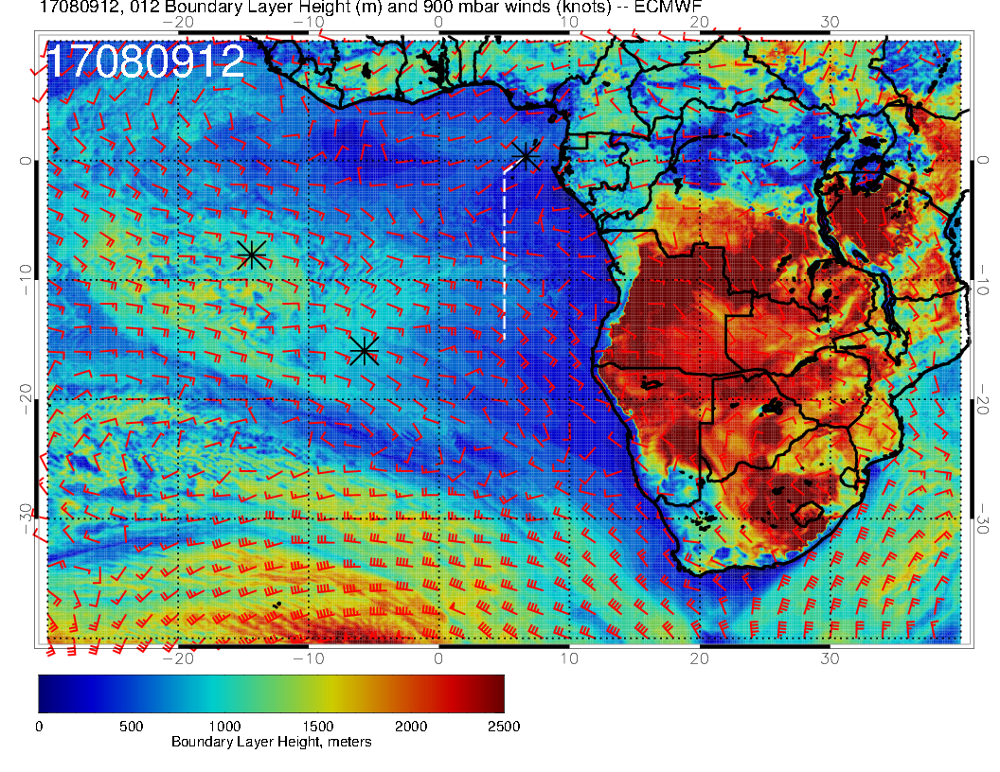 17080912, 012 Boundary Layer Height (m) and 900 mbar winds (knots) -- ECMWF
−20 −10 0 10 20 30
17080912
0 0
−10 −10
−20 −20
−30 −30
−20 −10 0 10 20 30
0 500 1000 1500 2000 2500
Boundary Layer Height, meters